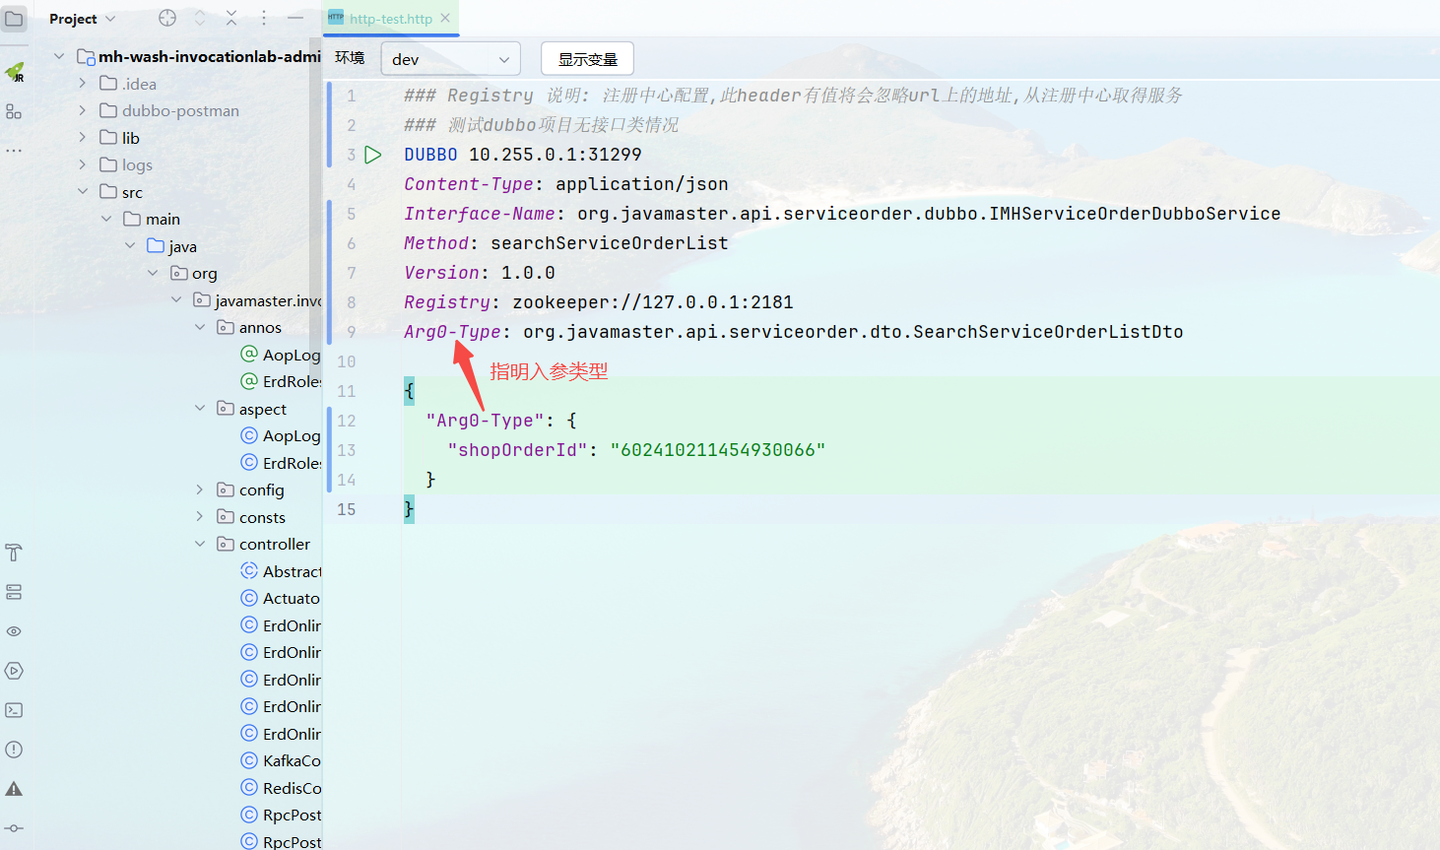 Project
http-test.http
mh-wash-invocationlab-admi
环境
dev
显示变量
.idea
dubbo-postman
lib
logs
src
main
java
org
javamaster.invo
annos
AopLog
ErdRoles
aspect
AopLog
ErdRoles
config
consts
controller
Abstract
Actuato
ErdOnlin
ErdOnlin
ErdOnlin
ErdOnlin
ErdOnlin
KafkaCo
RedisCo
RpcPost
RpcPost
1 ### Registry 说明: 注册中心配置,此header有值将会忽略url上的地址,从注册中心取得服务
2 ### 测试dubbo项目无接口类情况
3 DUBBO 10.255.0.1:31299
4 Content-Type: application/json
5 Interface-Name: org.javamaster.api.serviceorder.dubbo.IMHServiceOrderDubboService
6 Method: searchServiceOrderList
7 Version: 1.0.0
8 Registry: zookeeper://127.0.0.1:2181
9 Arg0-Type: org.javamaster.api.serviceorder.dto.SearchServiceOrderListDto
10
指明入参类型
11 {
12 "Arg0-Type": {
13 "shopOrderId": "602410211454930066"
14 }
15 }